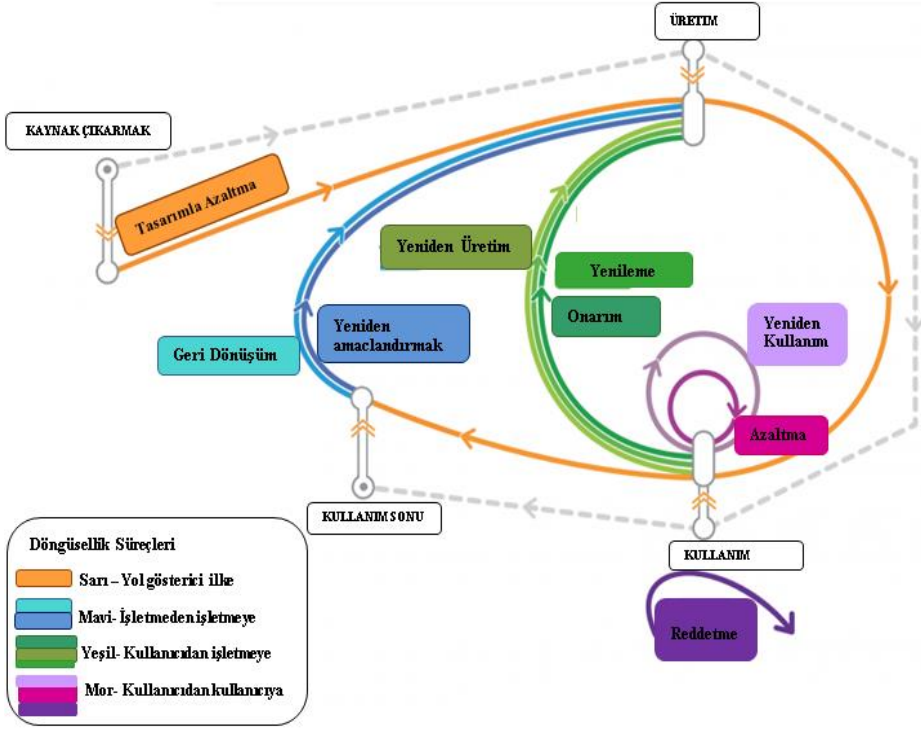 ÜRETIM
KAYNAK ÇIKARMAK
Tasarımla Azaltma
Yeniden Üretim
Yenileme
Onarım
Yeniden
Kullanım
Yeniden
amaclandırmak
Geri Dönüşüm
Azaltma
KULLANIM SONU
KULLANIM
Reddetme
Döngüsellik Süreçleri
Sarı – Yol gösterici ilke
Mavi- İşletmeden işletmeye
Yeşil- Kullanıcıdan işletmeye
Mor- Kullanıcıdan kullanıcıya